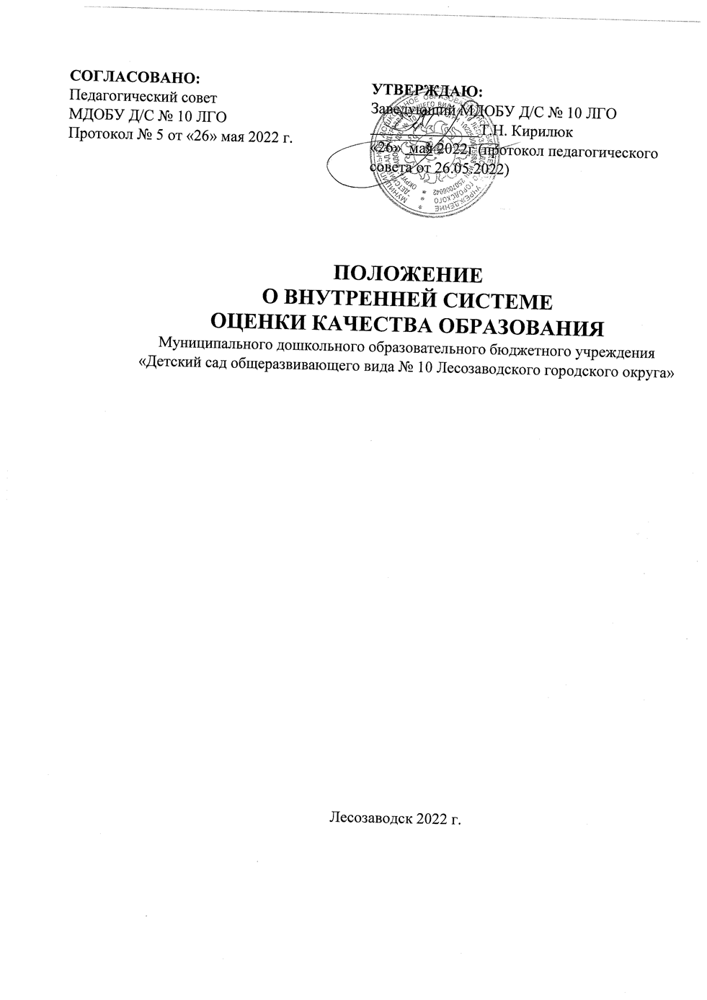 СОГЛАСОВАНО:
Педагогический совет
МДОБУ Д/С № 10 ЛГО
Протокол № 5 от «26» мая 2022 г.
УТВЕРЖДАЮ:
Заведующий МДОБУ Д/С № 10 ЛГО
Т.Н. Кирилюк
«26» мая 2022г. (протокол педагогического
совета от 26.05.2022)
ПОЛОЖЕНИЕ
О ВНУТРЕННЕЙ СИСТЕМЕ
ОЦЕНКИ КАЧЕСТВА ОБРАЗОВАНИЯ
Муниципального дошкольного образовательного бюджетного учреждения
«Детский сад общеразвивающего вида № 10 Лесозаводского городского округа»
Лесозаводск 2022 г.